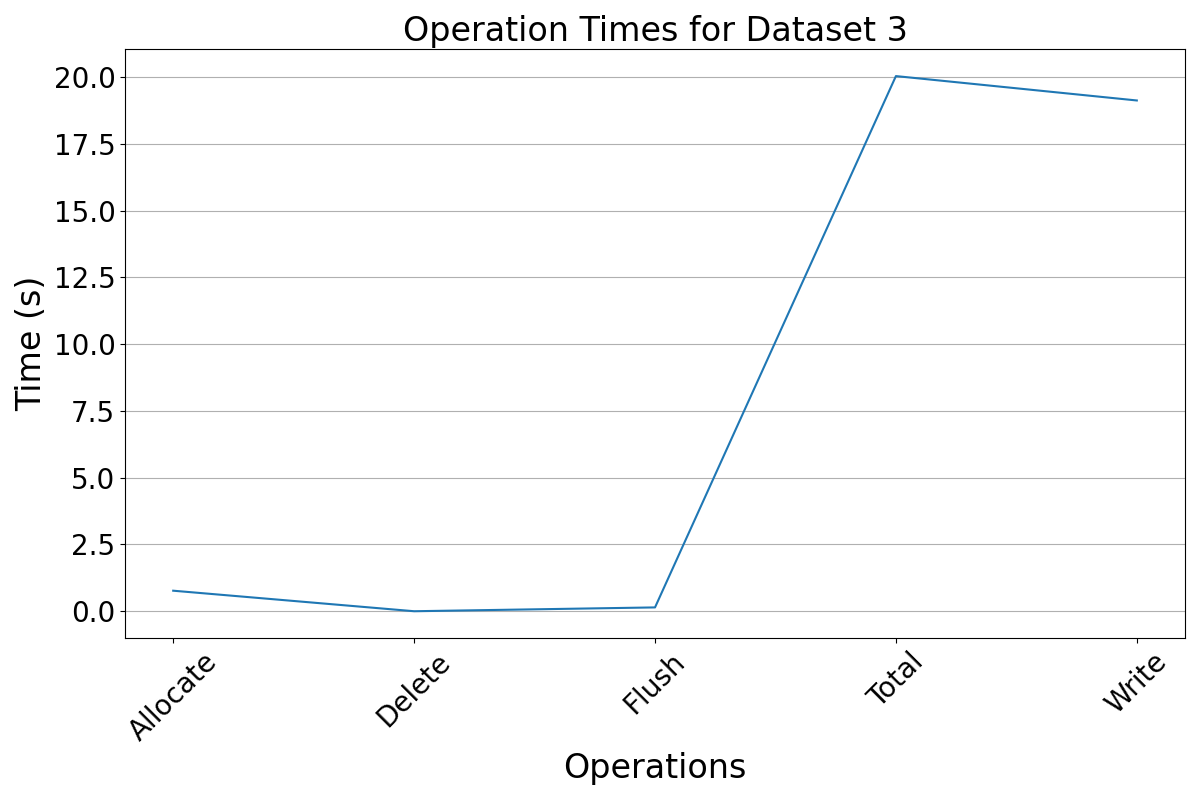 Operation Times for Dataset 3
20.0
17.5
15.0
12.5
10.0
7.5
5.0
2.5
0.0
Time (s)
Allocate
Delete
Flush
Total
Write
Operations